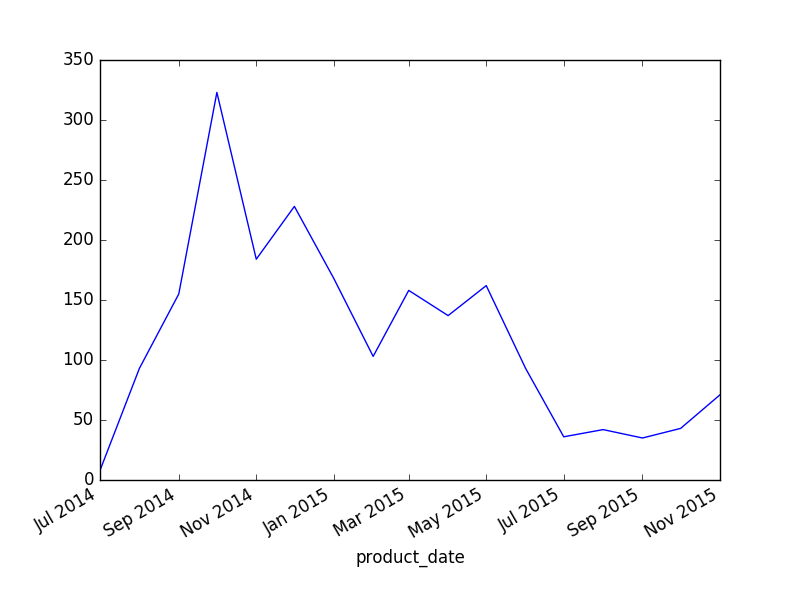 350
300
250
200
150
100
50
0
Jul 2014
Sep 2014
Nov 2014
Jan 2015
Mar 2015
May 2015
Jul 2015
Sep 2015
Nov 2015
product_date